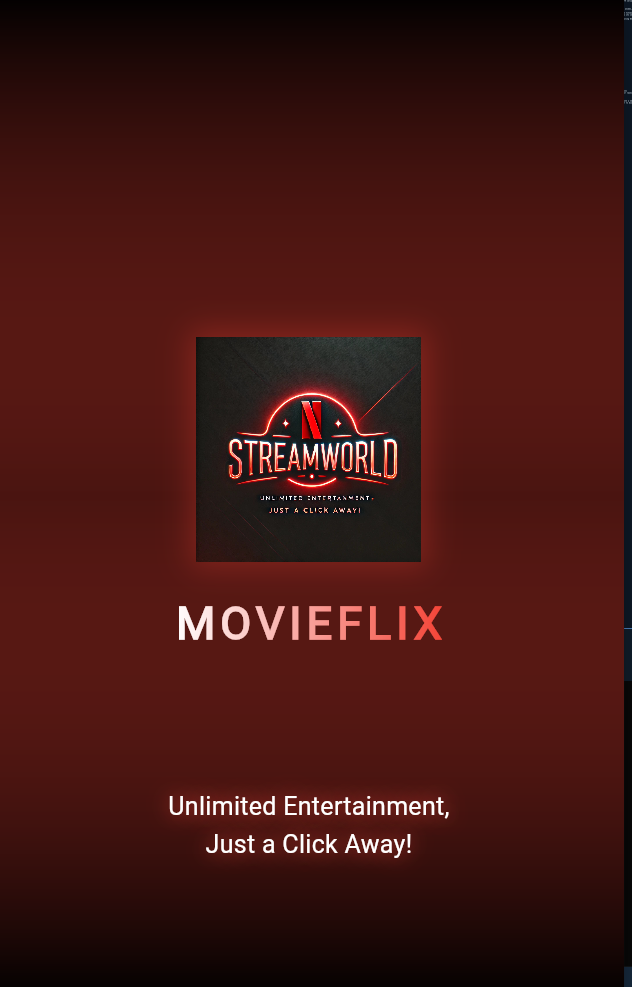 N
STREAMWORLD
UNLIMITED ENTERTAINMENT
JUST A CLICK AWAY!
MOVIEFLIX
Unlimited Entertainment,
Just a Click Away!